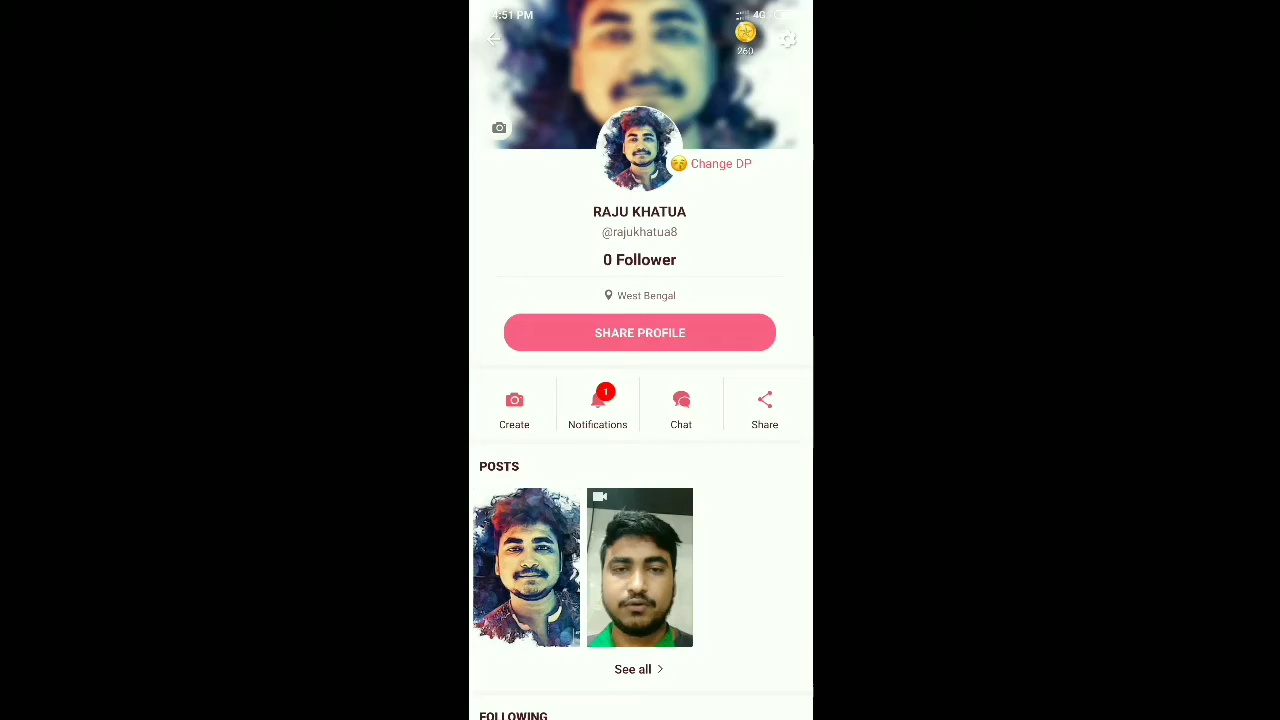 4:51 PM
4G
260
Change DP
RAJU KHATUA
@rajukhatua8
0 Follower
West Bengal
SHARE PROFILE
1
Create
Notifications
Chat
Share
POSTS
See all
FOLLOWING